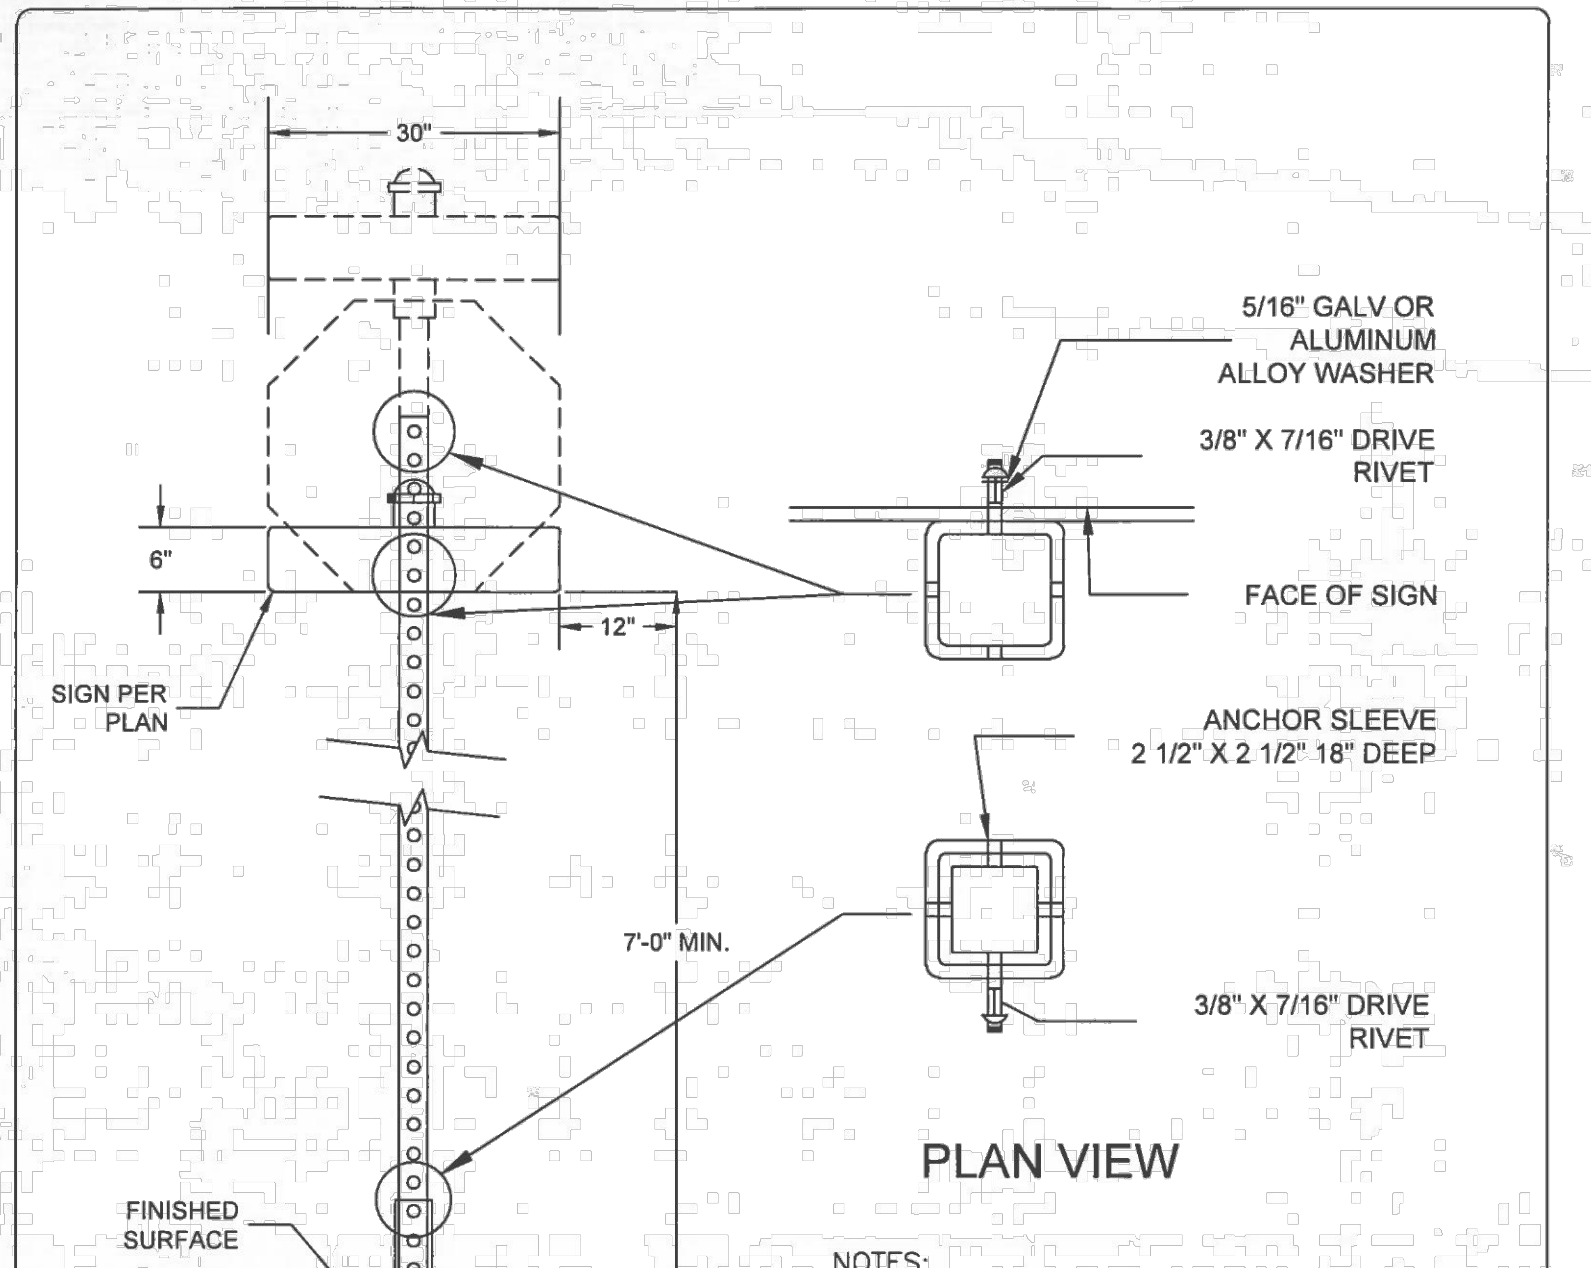 30"
5/16" GALV OR
ALUMINUM
ALLOY WASHER
3/8" X 7/16" DRIVE
RIVET
6"
FACE OF SIGN
12"
SIGN PER
PLAN
ANCHOR SLEEVE
2 1/2" X 2 1/2" 18" DEEP
7'-0" MIN.
3/8" X 7/16" DRIVE
RIVET
PLAN VIEW
FINISHED
SURFACE
NOTES: